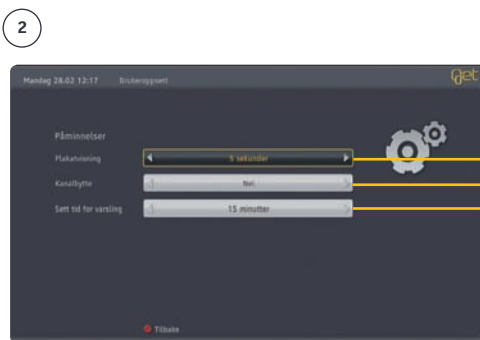 2
Mandag 28.02 12:17 Brukeroppsett
Get
Påminnelser
Plakatvisning 5 sekunder
Kanalbytte Nei
Sett tid for varsling 15 minutter
Tilbake